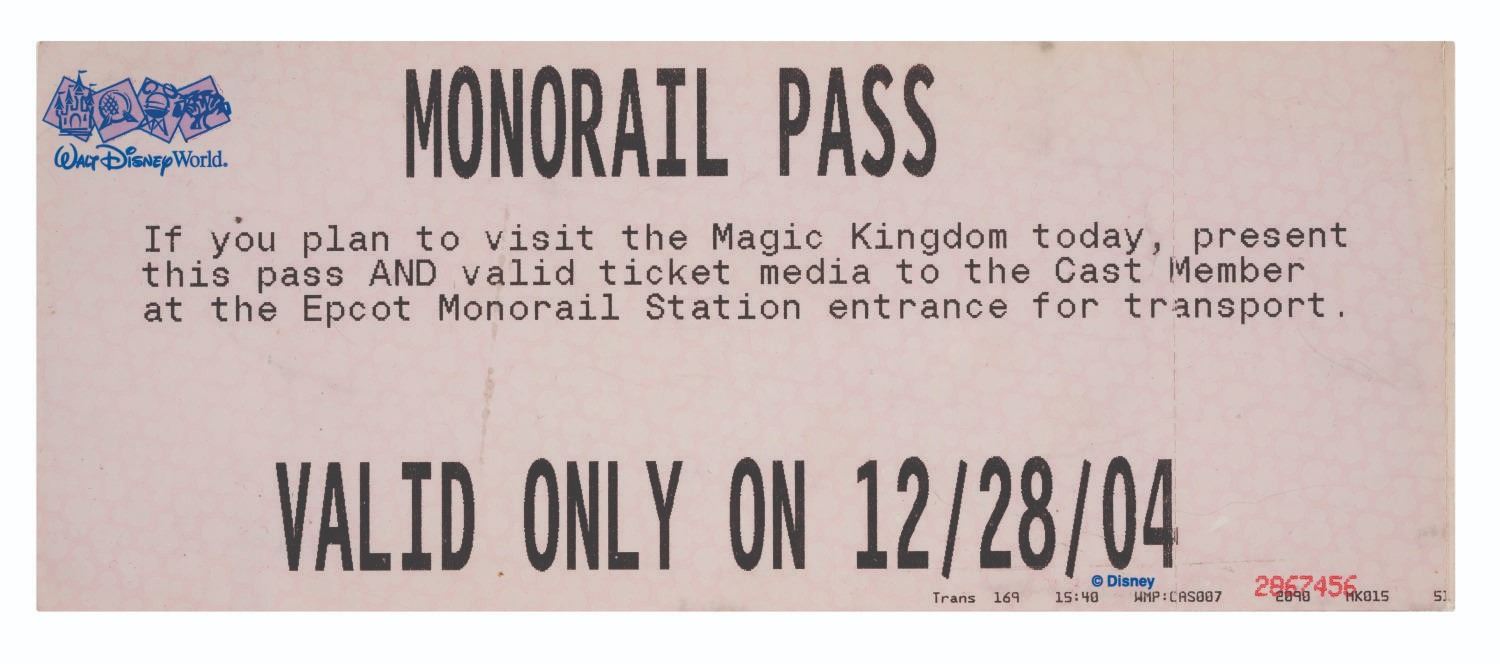 MONORAIL PASS
Walt Disney World.
If you plan to visit the Magic Kingdom today, present
this pass AND valid ticket media to the Cast Member
at the Epcot Monorail Station entrance for transport.
VALID ONLY ON 12/28/04
© Disney
2867456
Trans 169 15:40 WMP:CAS007 2090 MK015